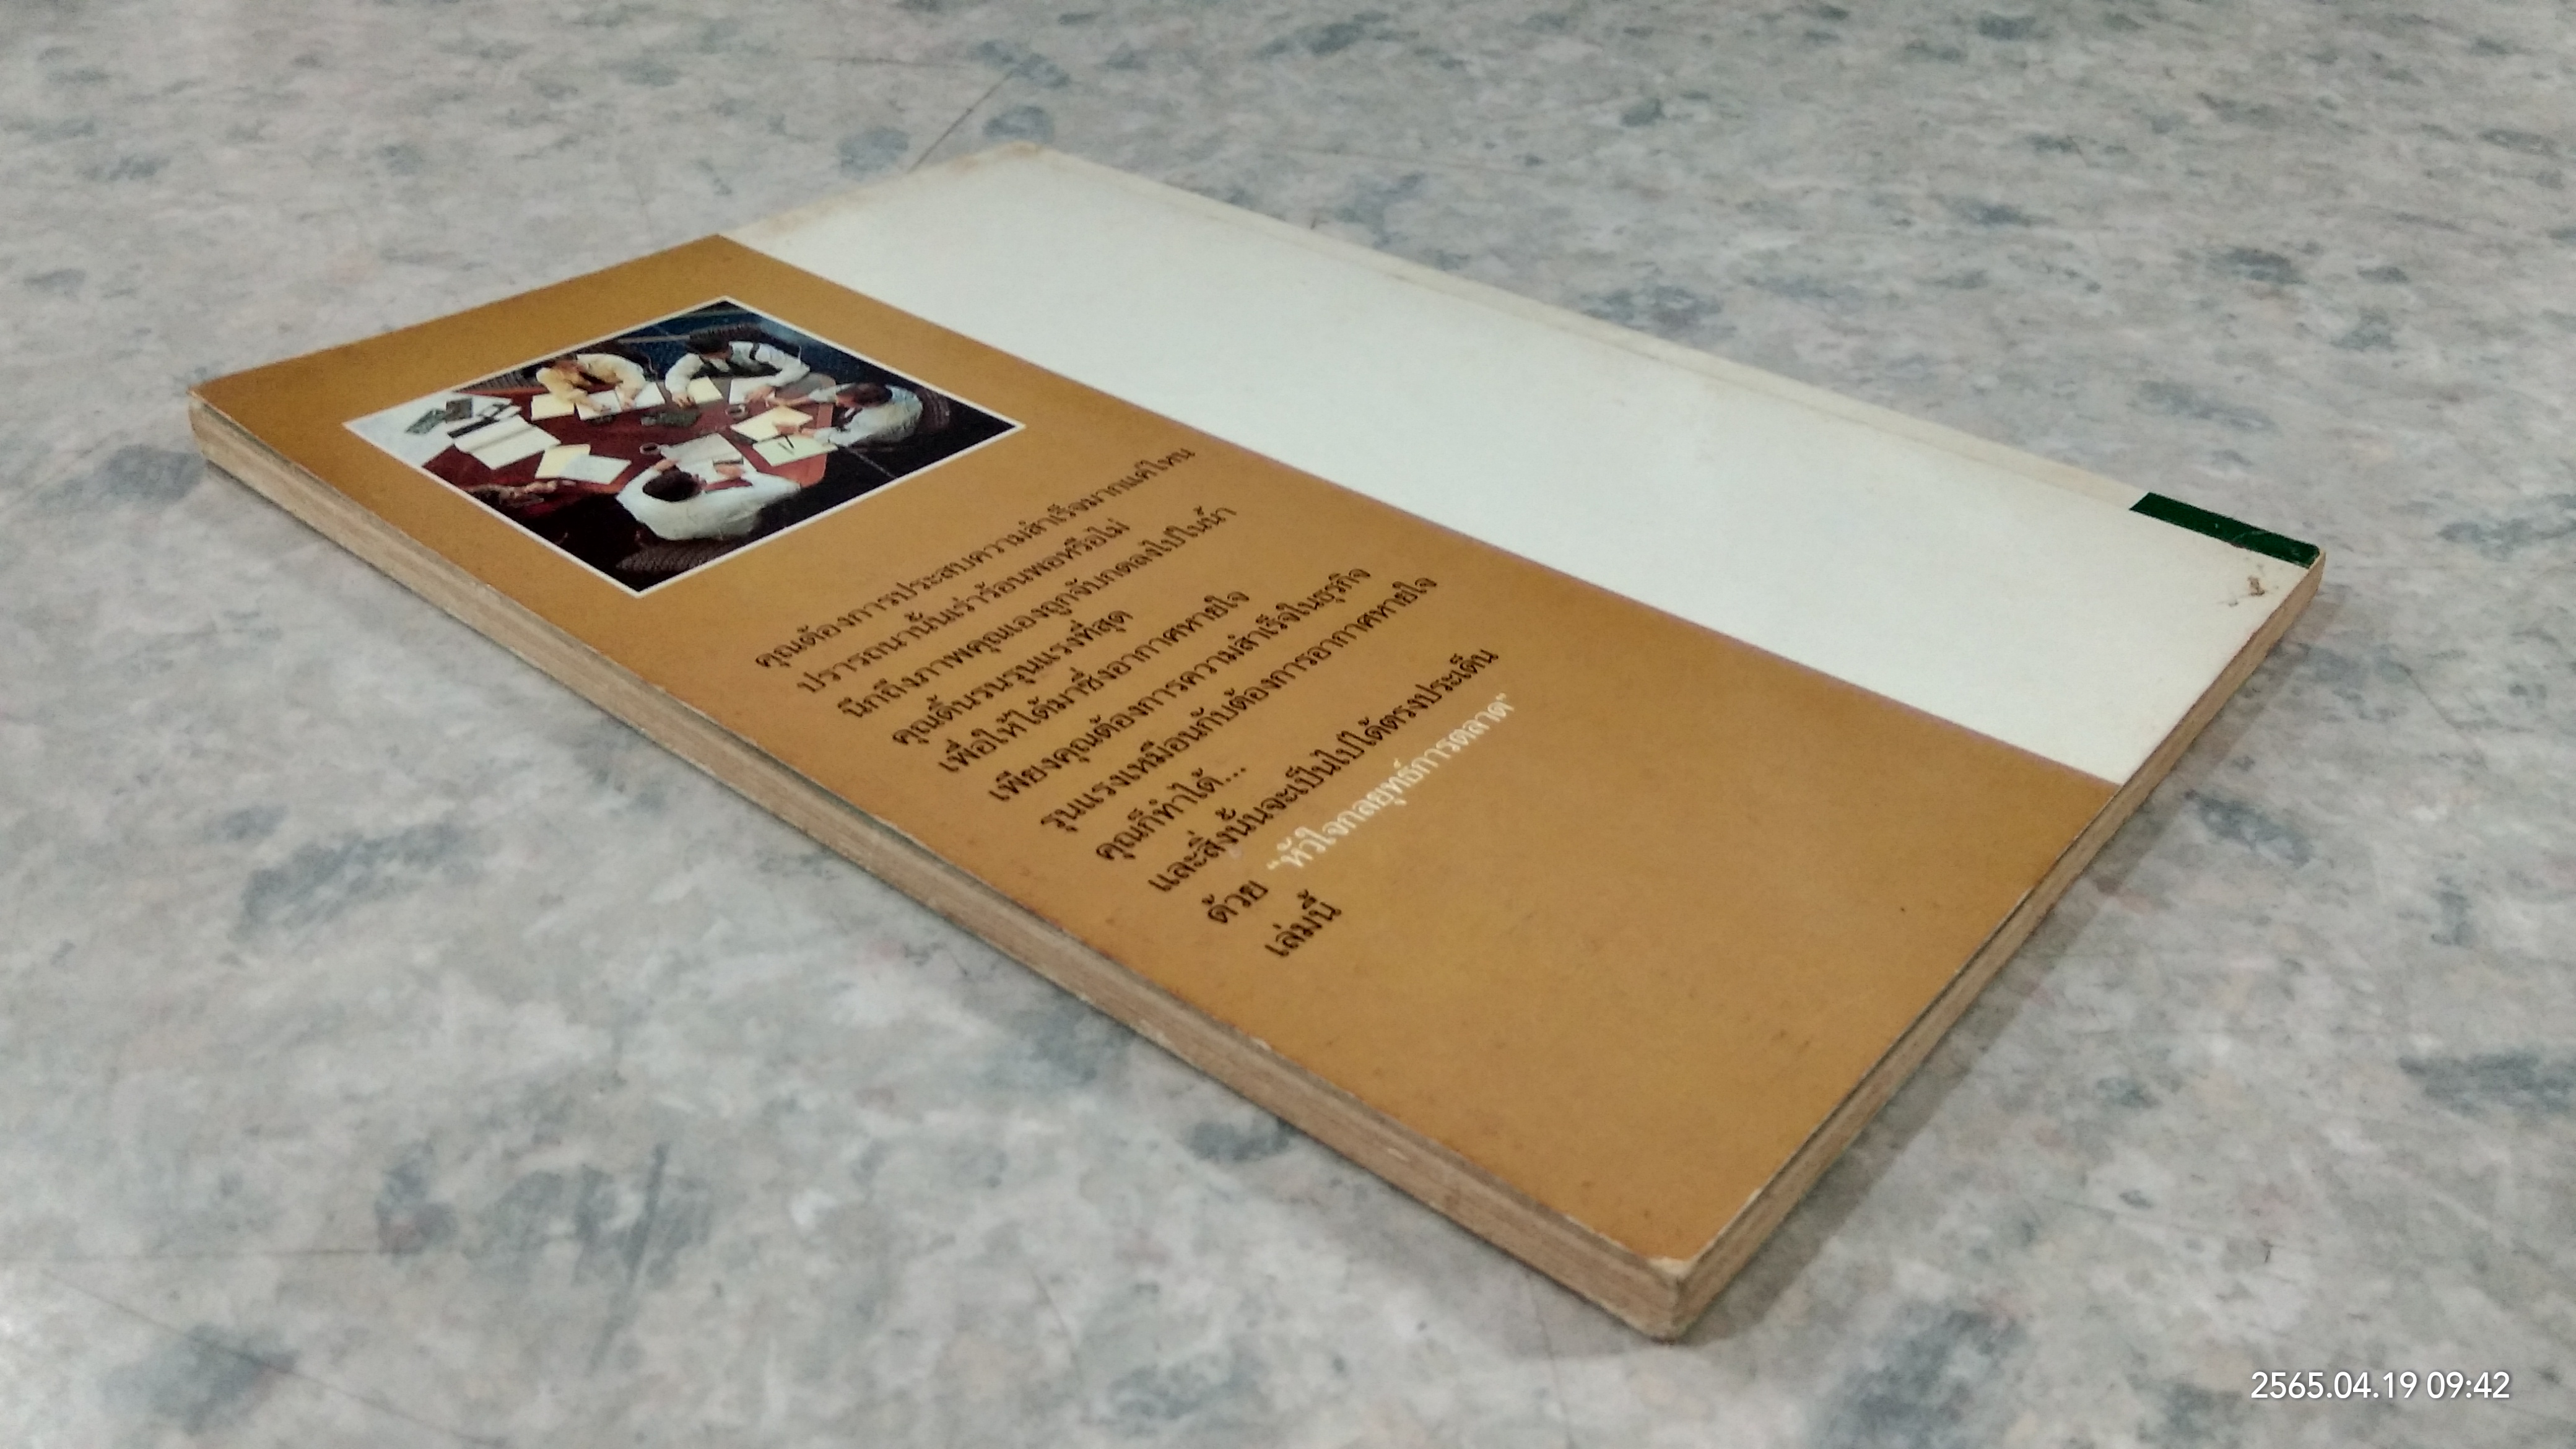 คุณต้องการประสบความสำเร็จมากแค่ไหน
ปรารถนานั้นเร่าร้อนพอหรือไม่
นึกถึงภาพคุณเองถูกจับกดลงไปในน้ำ
คุณดิ้นรนรุนแรงที่สุด
เพื่อให้ได้มาซึ่งอากาศหายใจ
เพียงคุณต้องการความสำเร็จในธุรกิจ
รุนแรงเหมือนกับต้องการอากาศหายใจ
คุณก็ทำได้...
และสิ่งนั้นจะเป็นไปได้ตรงประเด็น
ด้วย "หัวใจกลยุทธ์การตลาด"
เล่มนี้
2565.04.19 09:42